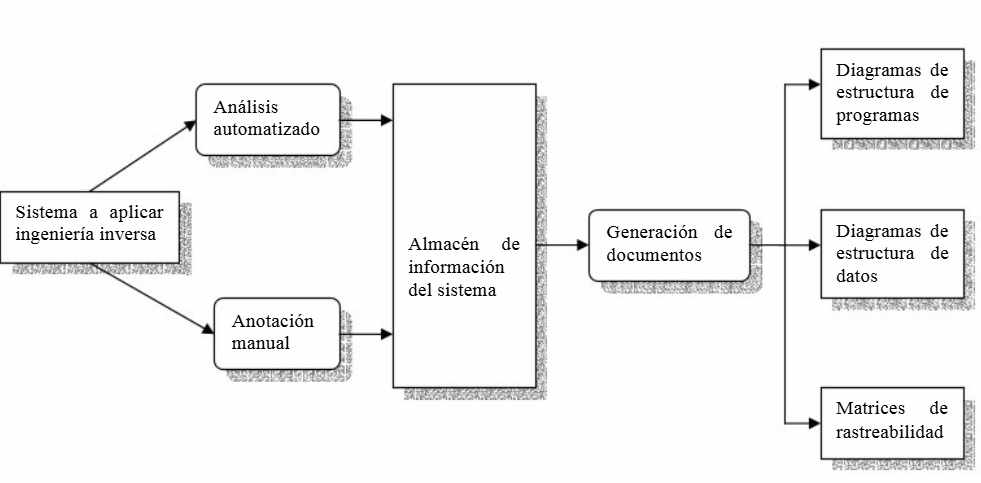 Sistema a aplicar
ingeniería inversa
Análisis
automatizado
Anotación
manual
Almacén de
información
del sistema
Generación de
documentos
Diagramas de
estructura de
programas
Diagramas de
estructura de
datos
Matrices de
rastreabilidad